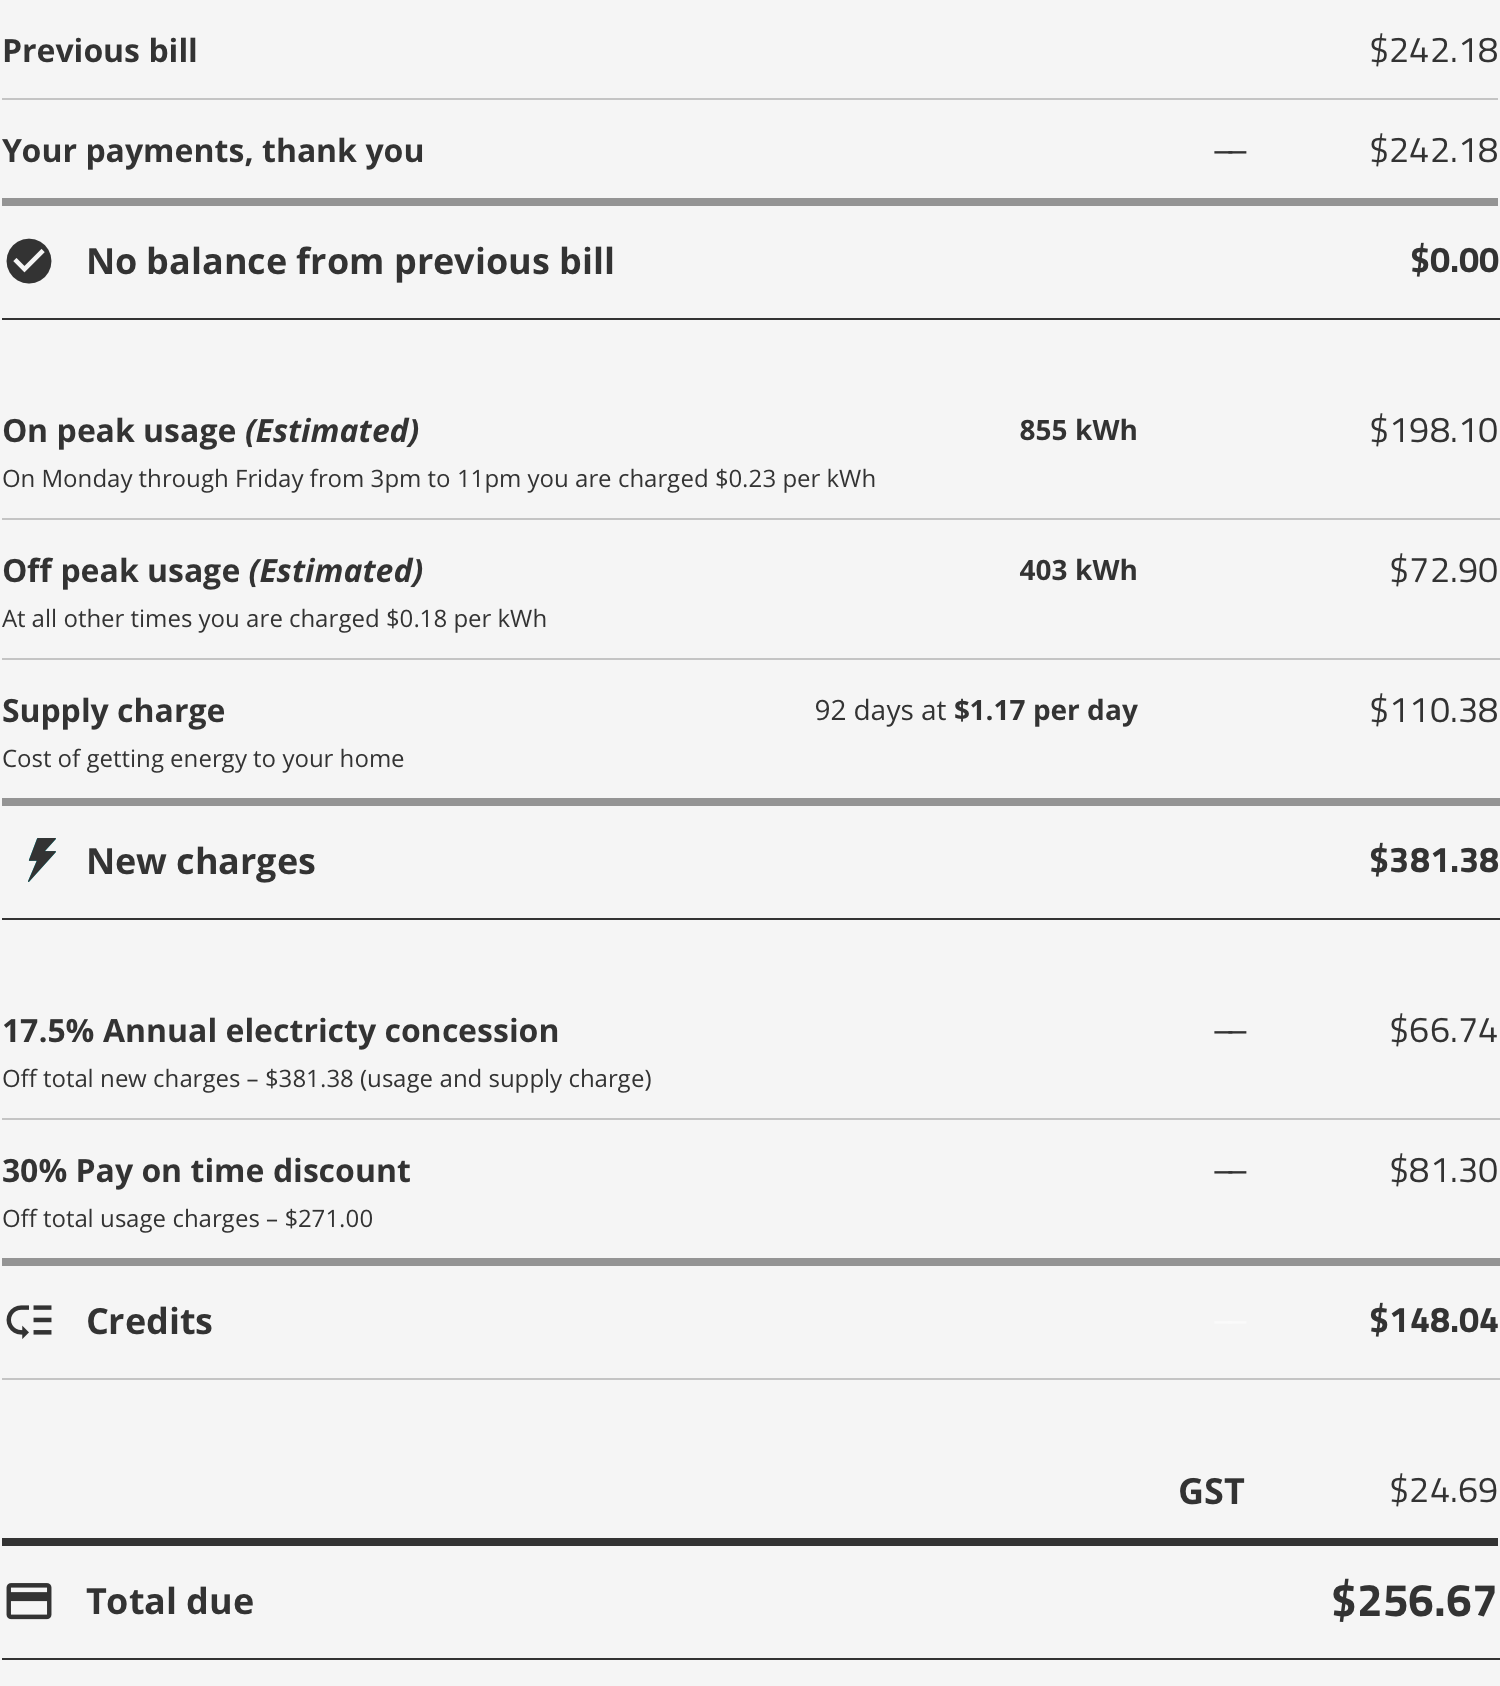 Previous bill $242.18
Your payments, thank you — $242.18
No balance from previous bill $0.00
On peak usage (Estimated) 855 kWh $198.10
On Monday through Friday from 3pm to 11pm you are charged $0.23 per kWh
Off peak usage (Estimated) 403 kWh $72.90
At all other times you are charged $0.18 per kWh
Supply charge 92 days at $1.17 per day $110.38
Cost of getting energy to your home
New charges $381.38
17.5% Annual electricty concession — $66.74
Off total new charges – $381.38 (usage and supply charge)
30% Pay on time discount — $81.30
Off total usage charges – $271.00
Credits — $148.04
GST $24.69
Total due $256.67